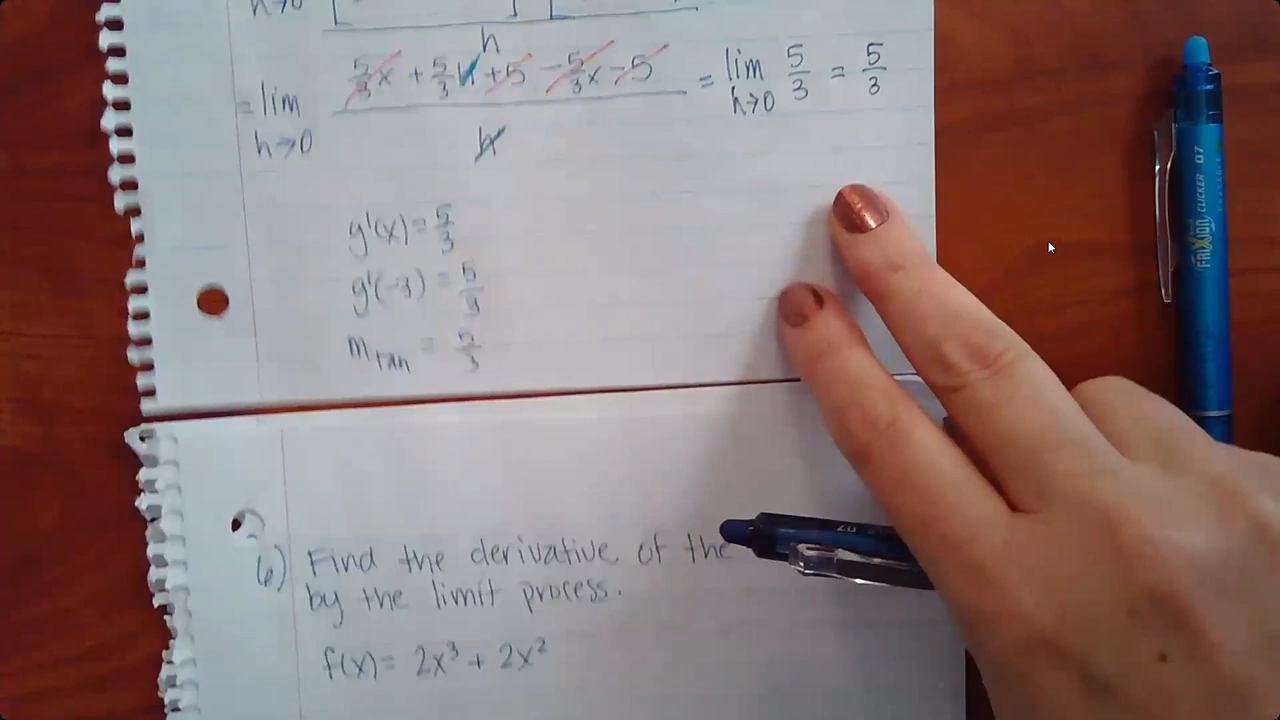 h→0
h
= lim h→0 5/3x + 5/3h + 5 - 5/3x - 5 / h = lim h→0 5/3 = 5/3
g'(x) = 5/3
g'(-3) = 5/3
m tan = 5/3
6) Find the derivative of the
by the limit process.
f(x) = 2x³ + 2x²
FRIXION CLICKER 07
07